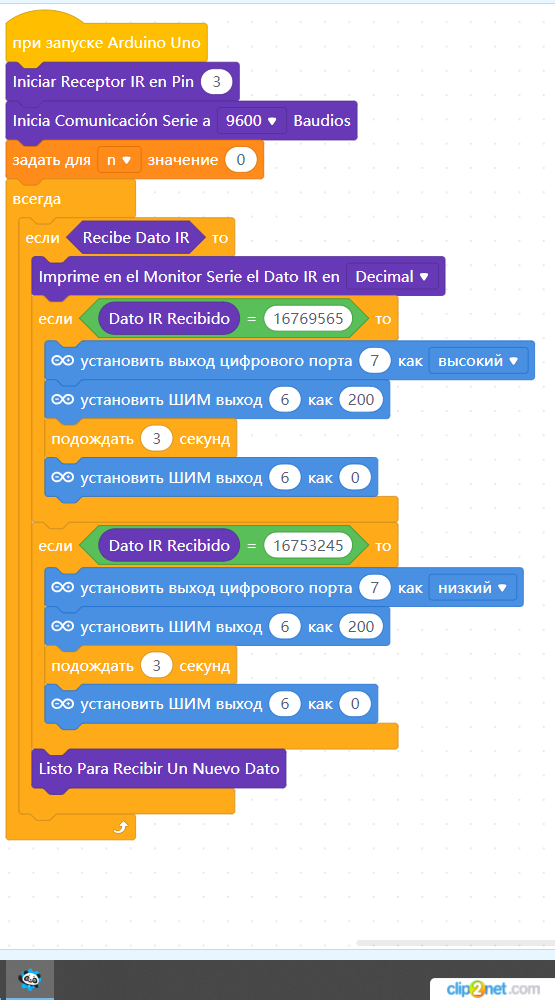 при запуске Arduino Uno
Iniciar Receptor IR en Pin 3
Inicia Comunicación Serie a 9600 Baudios
задать для n значение 0
всегда
если Recibe Dato IR то
Imprime en el Monitor Serie el Dato IR en Decimal
если Dato IR Recibido = 16769565 то
установить выход цифрового порта 7 как высокий
установить ШИМ выход 6 как 200
подождать 3 секунд
установить ШИМ выход 6 как 0
если Dato IR Recibido = 16753245 то
установить выход цифрового порта 7 как низкий
установить ШИМ выход 6 как 200
подождать 3 секунд
установить ШИМ выход 6 как 0
Listo Para Recibir Un Nuevo Dato
clip2net.com